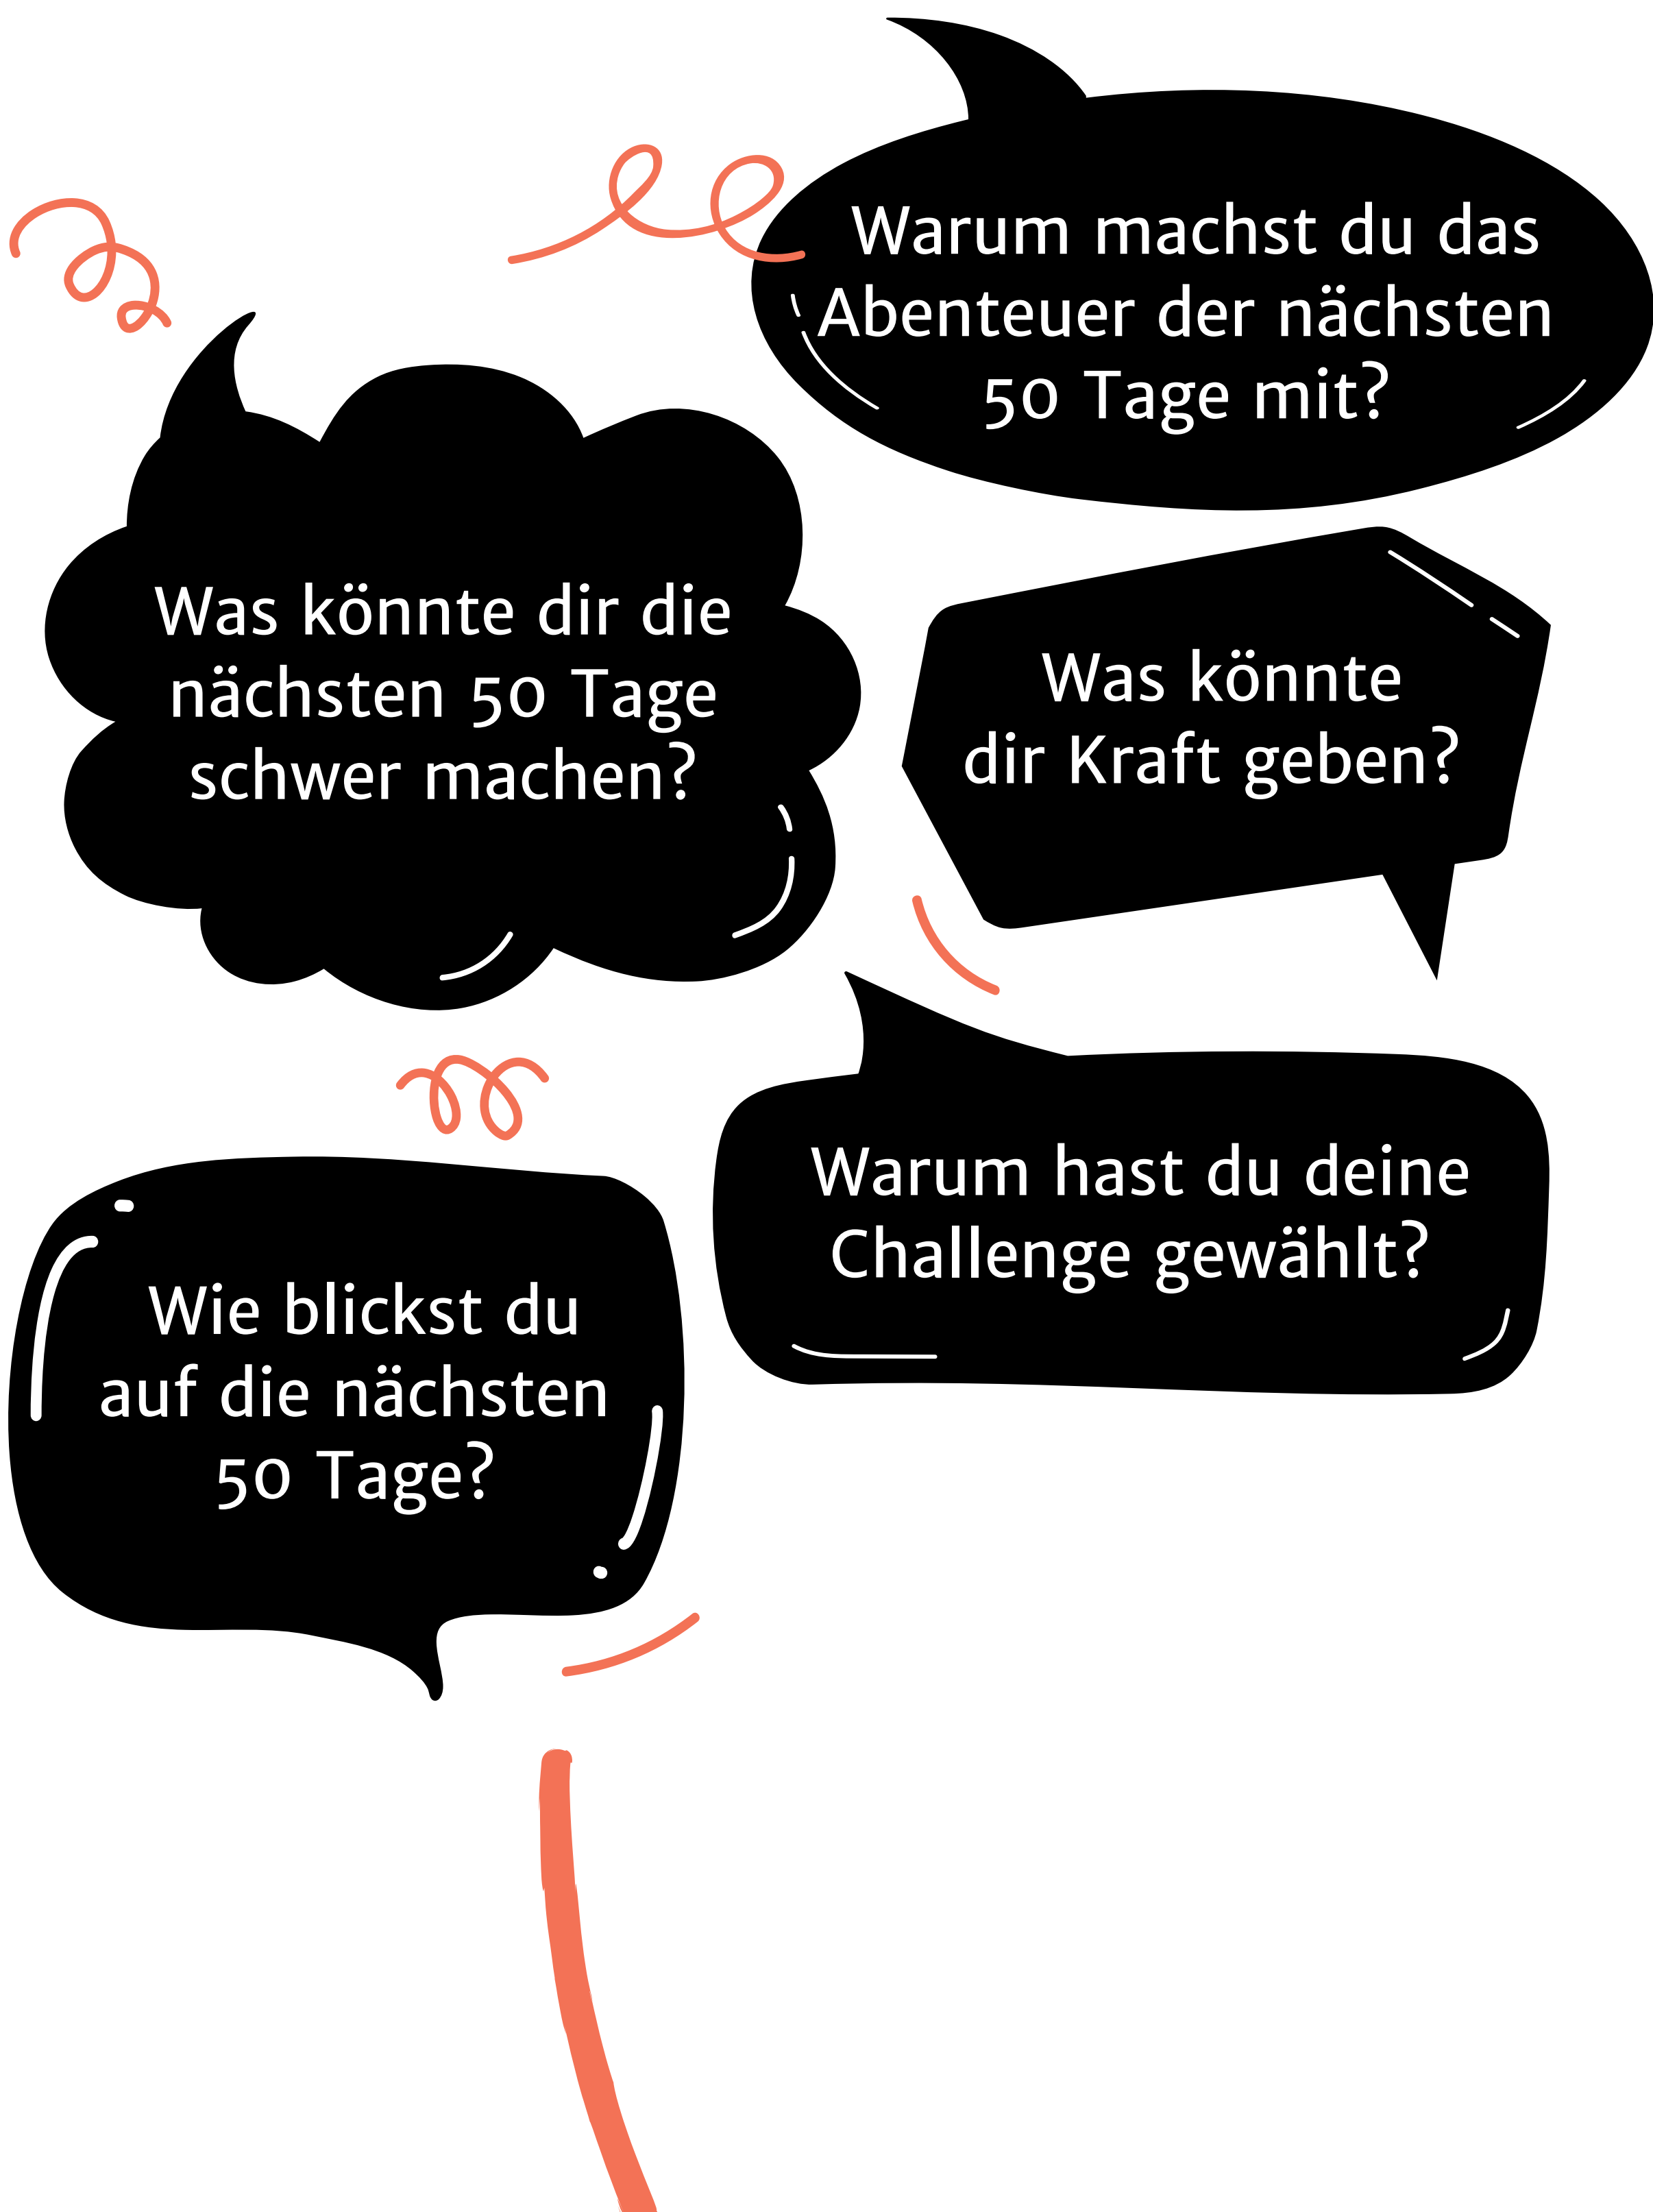 Warum machst du das
Abenteuer der nächsten
50 Tage mit?
Was könnte dir die
nächsten 50 Tage
schwer machen?
Was könnte
dir Kraft geben?
Warum hast du deine
Challenge gewählt?
Wie blickst du
auf die nächsten
50 Tage?